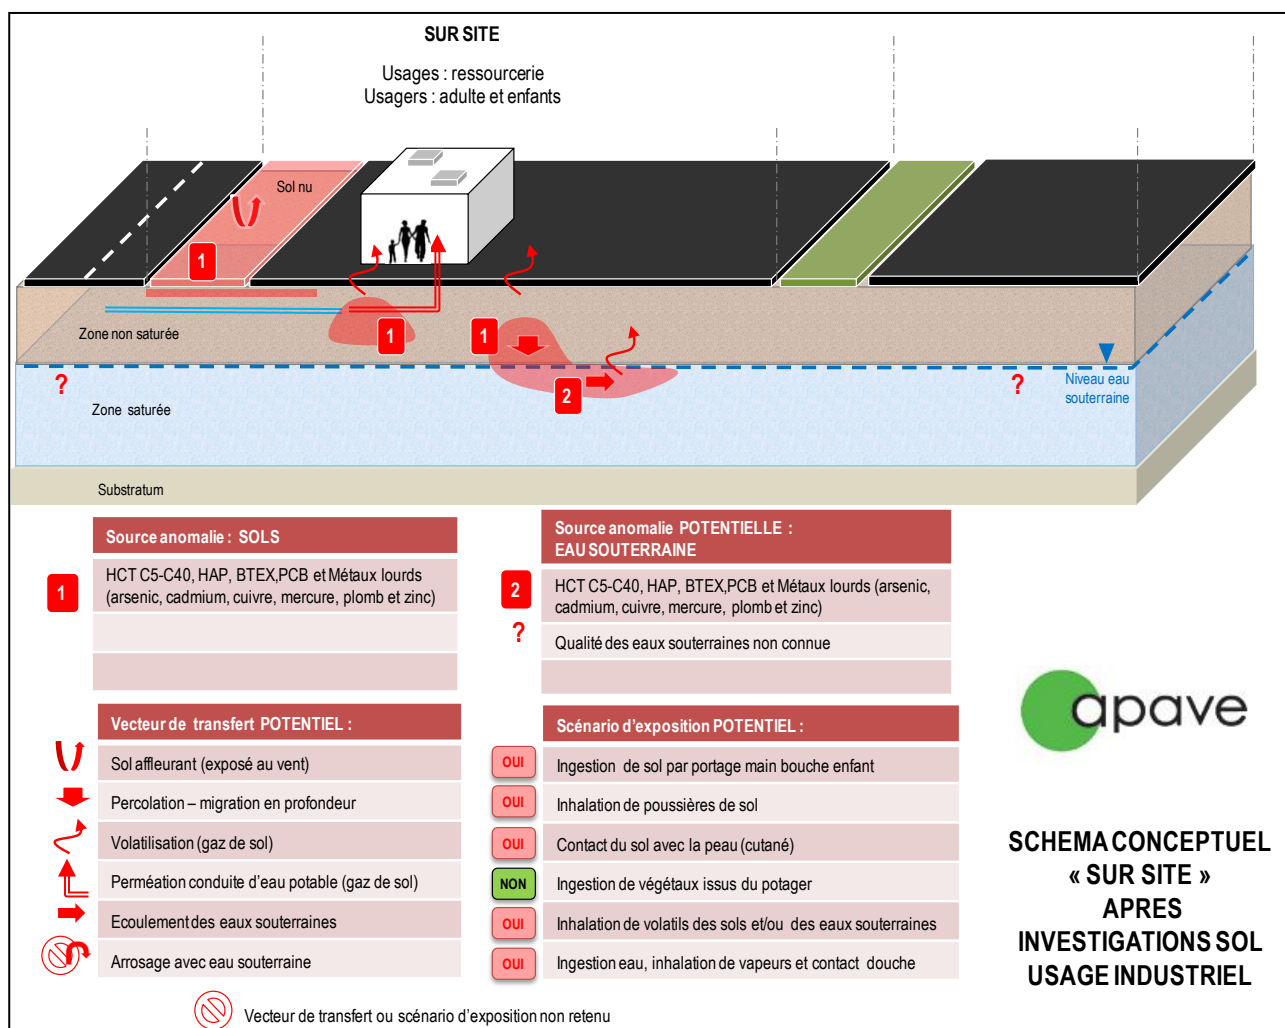 SUR SITE
Usages : ressourcerie
Usagers : adulte et enfants
Sol nu
1
Zone non saturée
1
1
?
2
?
Niveau eau
souterraine
Zone saturée
Substratum
Source anomalie : SOLS
1
HCT C5-C40, HAP, BTEX,PCB et Métaux lourds
(arsenic, cadmium, cuivre, mercure, plomb et zinc)
Source anomalie POTENTIELLE :
EAU SOUTERRAINE
2
HCT C5-C40, HAP, BTEX,PCB et Métaux lourds (arsenic,
cadmium, cuivre, mercure, plomb et zinc)
?
Qualité des eaux souterraines non connue
Vecteur de transfert POTENTIEL :
Sol affleurant (exposé au vent)
Percolation – migration en profondeur
Volatilisation (gaz de sol)
Perméation conduite d'eau potable (gaz de sol)
Ecoulement des eaux souterraines
Arrosage avec eau souterraine
Scénario d'exposition POTENTIEL :
OUI Ingestion de sol par portage main bouche enfant
OUI Inhalation de poussières de sol
OUI Contact du sol avec la peau (cutané)
NON Ingestion de végétaux issus du potager
OUI Inhalation de volatils des sols et/ou des eaux souterraines
OUI Ingestion eau, inhalation de vapeurs et contact douche
Vecteur de transfert ou scénario d'exposition non retenu
apave
SCHEMA CONCEPTUEL
« SUR SITE »
APRES
INVESTIGATIONS SOL
USAGE INDUSTRIEL